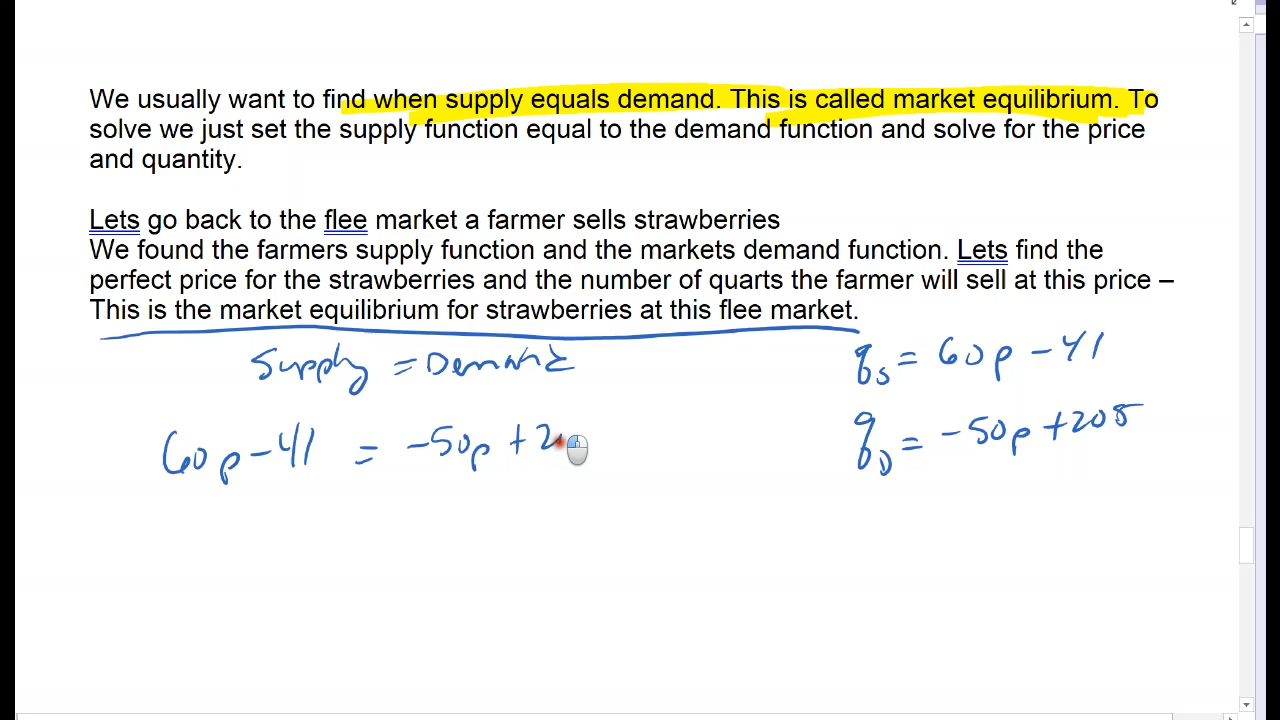 We usually want to find when supply equals demand. This is called market equilibrium. To
solve we just set the supply function equal to the demand function and solve for the price
and quantity.
Lets go back to the flee market a farmer sells strawberries
We found the farmers supply function and the markets demand function. Lets find the
perfect price for the strawberries and the number of quarts the farmer will sell at this price –
This is the market equilibrium for strawberries at this flee market.
Supply = Demand
qs = 60p - 41
60p - 41 = -50p + 2
qD = -50p + 205